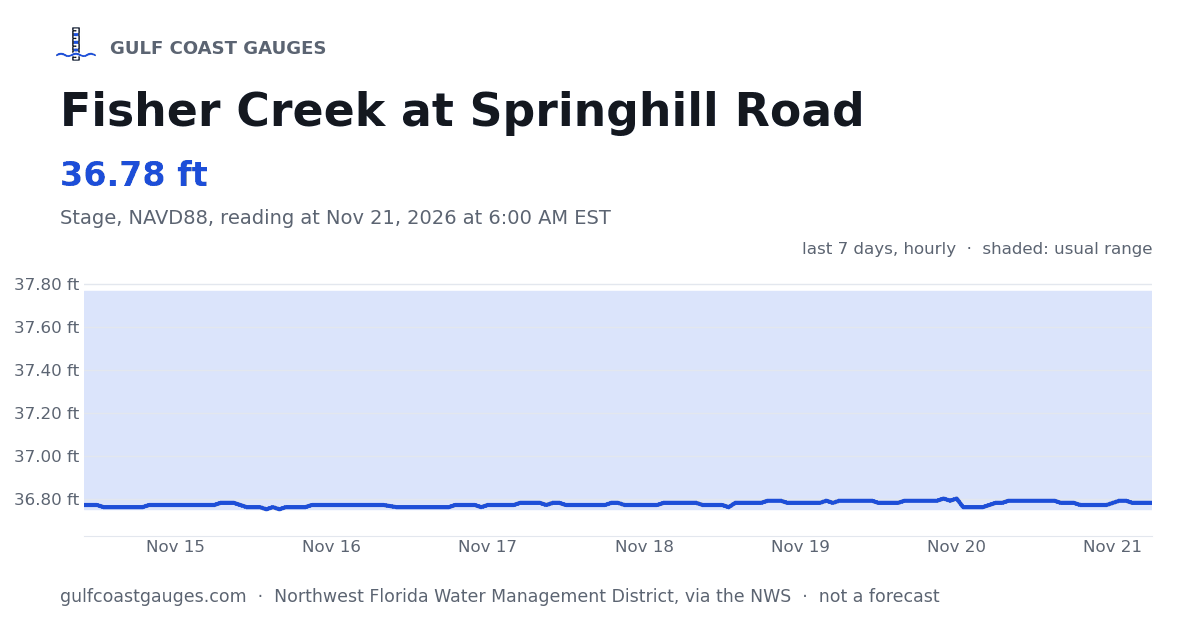 GULF COAST GAUGES
Fisher Creek at Springhill Road
36.78 ft
Stage, NAVD88, reading at Nov 21, 2026 at 6:00 AM EST
last 7 days, hourly · shaded: usual range
37.80 ft
37.60 ft
37.40 ft
37.20 ft
37.00 ft
36.80 ft
Nov 15 Nov 16 Nov 17 Nov 18 Nov 19 Nov 20 Nov 21
gulfcoastgauges.com · Northwest Florida Water Management District, via the NWS · not a forecast